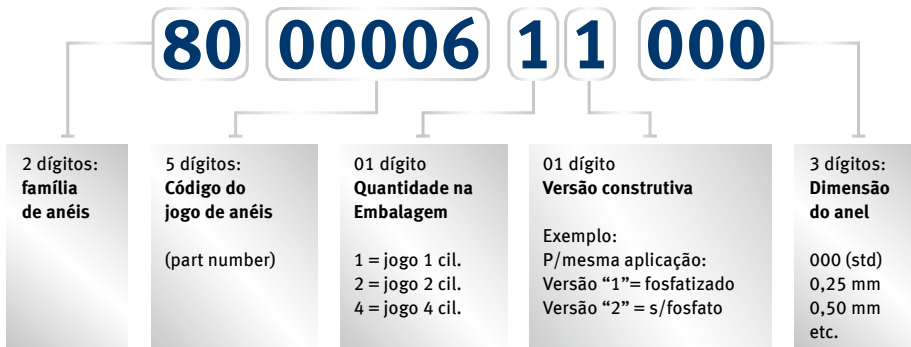 80 00006 1 1 000
2 dígitos:
família
de anéis
5 dígitos:
Código do
jogo de anéis
(part number)
01 dígito
Quantidade na
Embalagem
1 = jogo 1 cil.
2 = jogo 2 cil.
4 = jogo 4 cil.
01 dígito
Versão construtiva
Exemplo:
P/mesma aplicação:
Versão “1”= fosfatizado
Versão “2” = s/fosfato
3 dígitos:
Dimensão
do anel
000 (std)
0,25 mm
0,50 mm
etc.